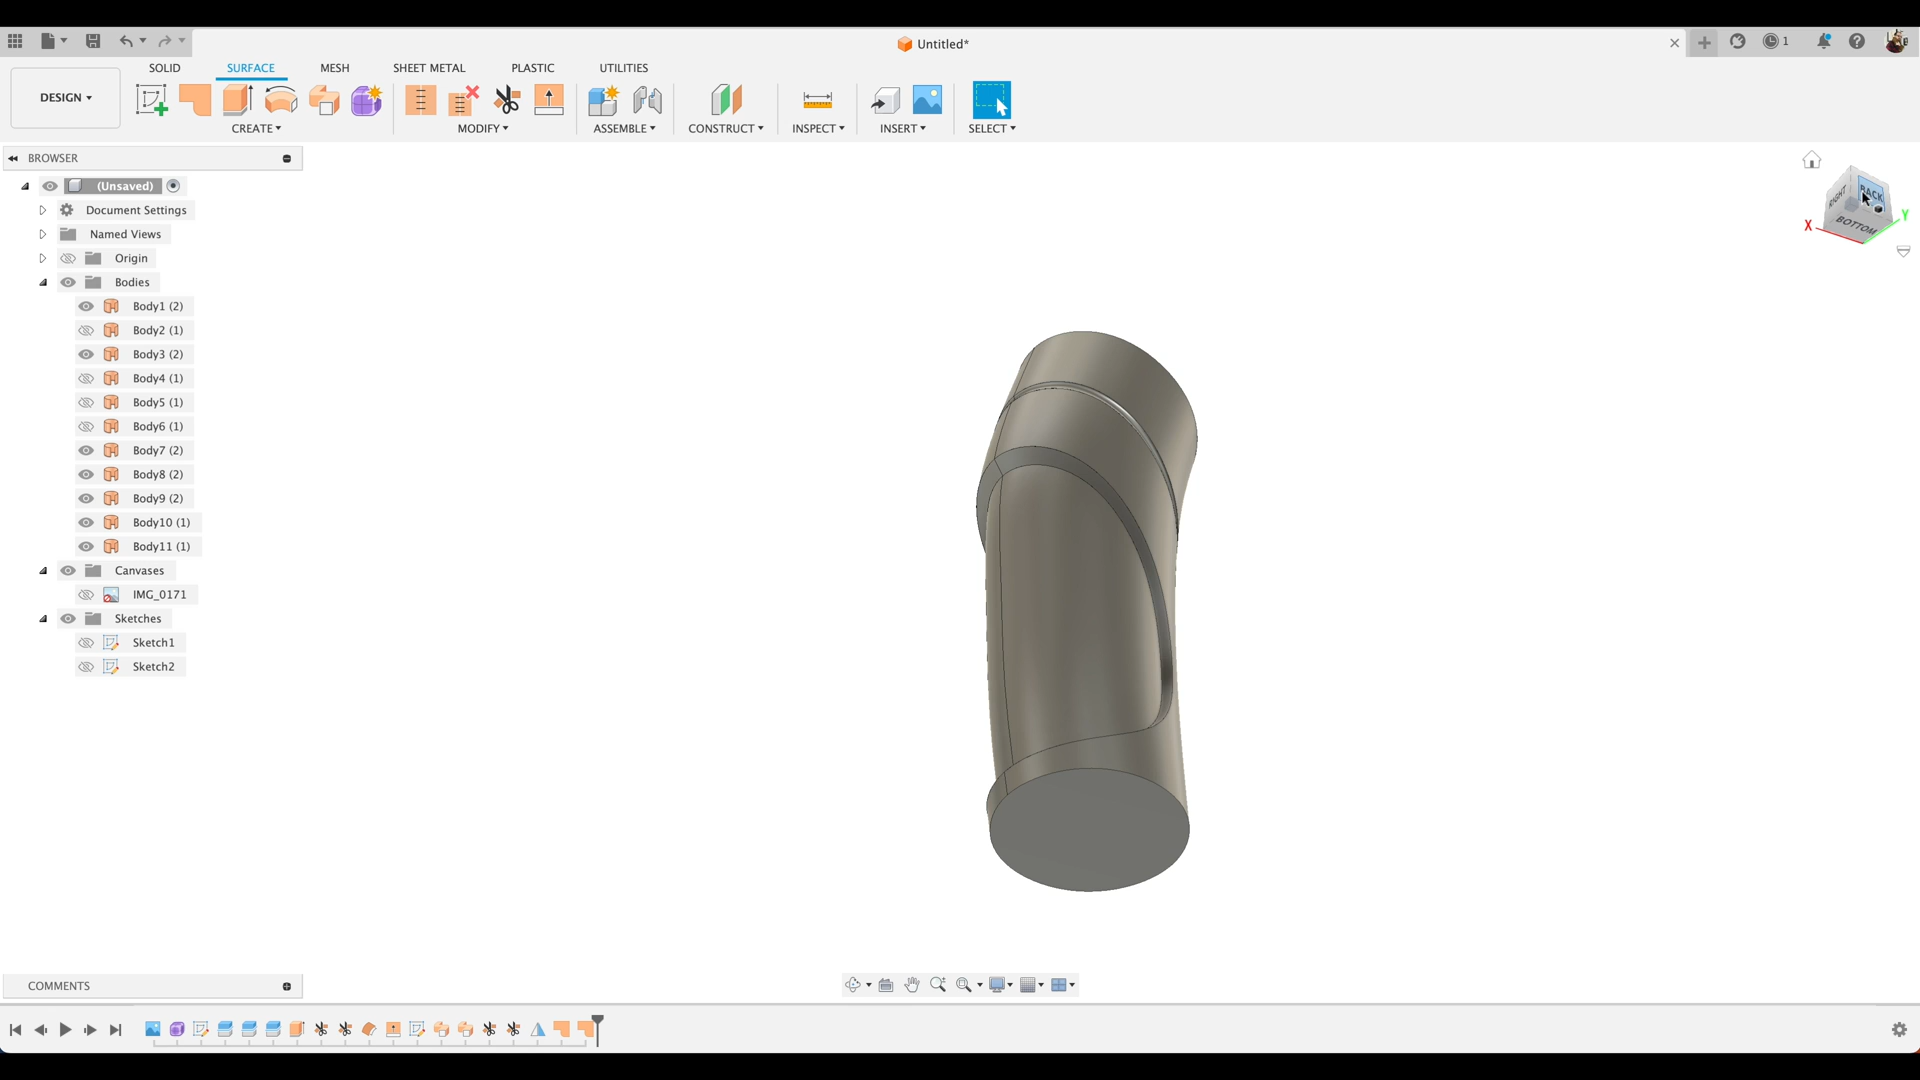 Untitled*
1
SOLID
SURFACE
MESH
SHEET METAL
PLASTIC
UTILITIES
DESIGN
CREATE
MODIFY
ASSEMBLE
CONSTRUCT
INSPECT
INSERT
SELECT
BROWSER
(Unsaved)
Document Settings
Named Views
Origin
Bodies
Body1 (2)
Body2 (1)
Body3 (2)
Body4 (1)
Body5 (1)
Body6 (1)
Body7 (2)
Body8 (2)
Body9 (2)
Body10 (1)
Body11 (1)
Canvases
IMG_0171
Sketches
Sketch1
Sketch2
RIGHT
BACK
BOTTOM
X
Y
COMMENTS